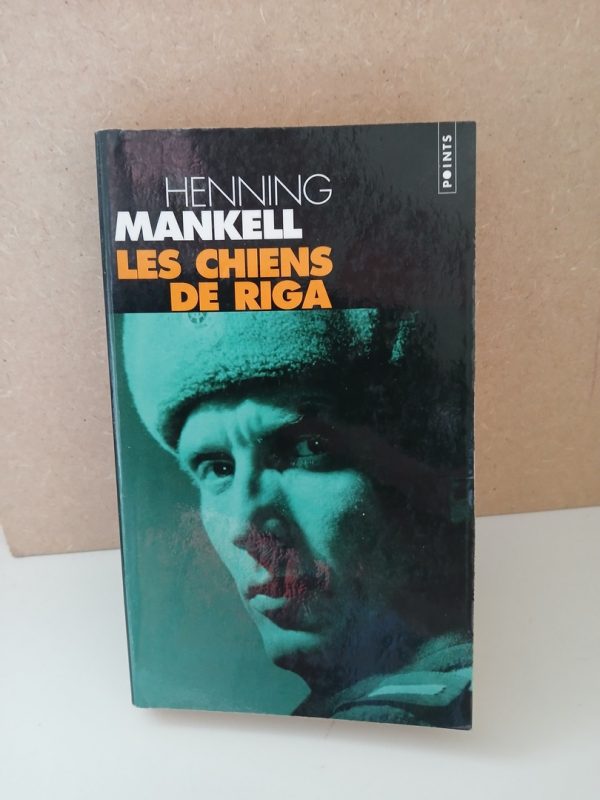 POINTS
HENNING
MANKELL
LES CHIENS
DE RIGA